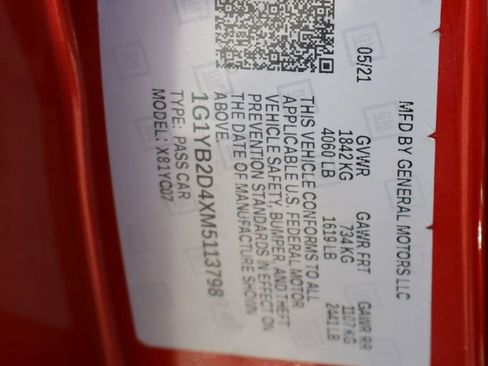 MFD BY GENERAL MOTORS LLC
05/21
GVWR GAWR FRT GAWR RR
1842 KG 734 KG 1107 KG
4060 LB 1619 LB 2441 LB
THIS VEHICLE CONFORMS TO ALL
APPLICABLE U.S. FEDERAL MOTOR
VEHICLE SAFETY, BUMPER, AND THEFT
PREVENTION STANDARDS IN EFFECT ON
THE DATE OF MANUFACTURE SHOWN
ABOVE.
1G1YB2D4XM5113798
TYPE: PASS CAR
MODEL: X81YC07